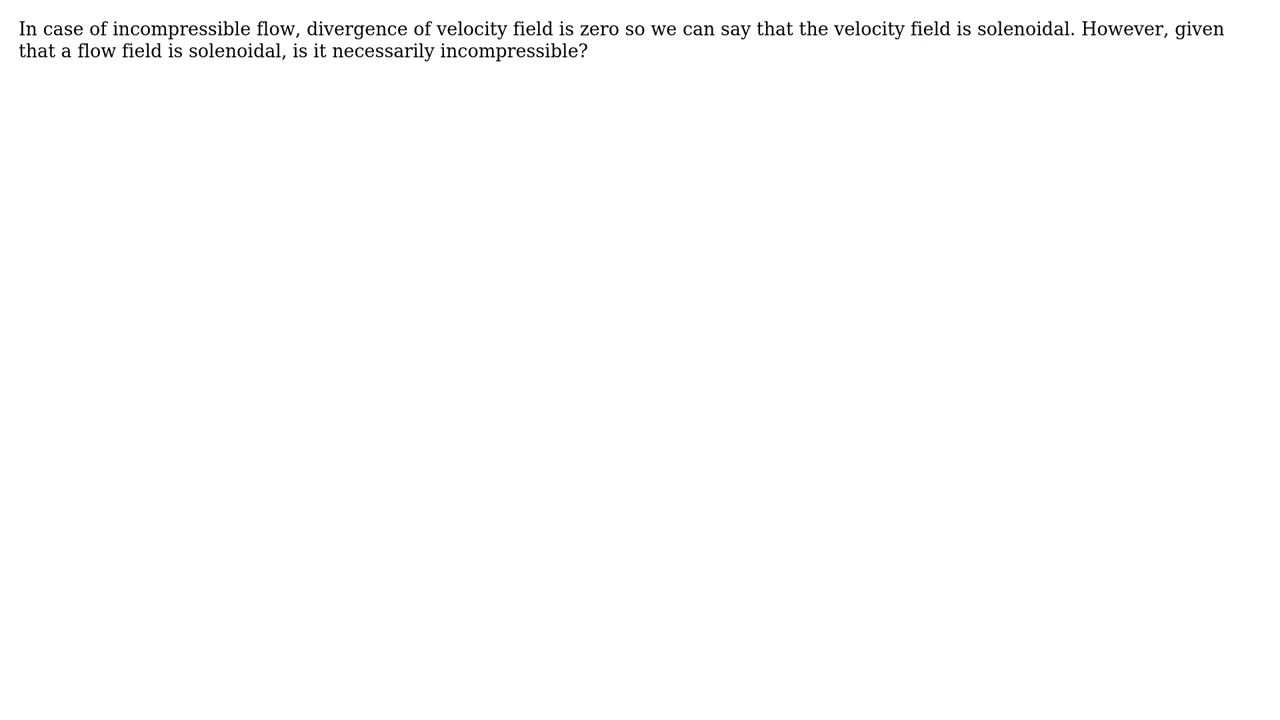 In case of incompressible flow, divergence of velocity field is zero so we can say that the velocity field is solenoidal. However, given
that a flow field is solenoidal, is it necessarily incompressible?